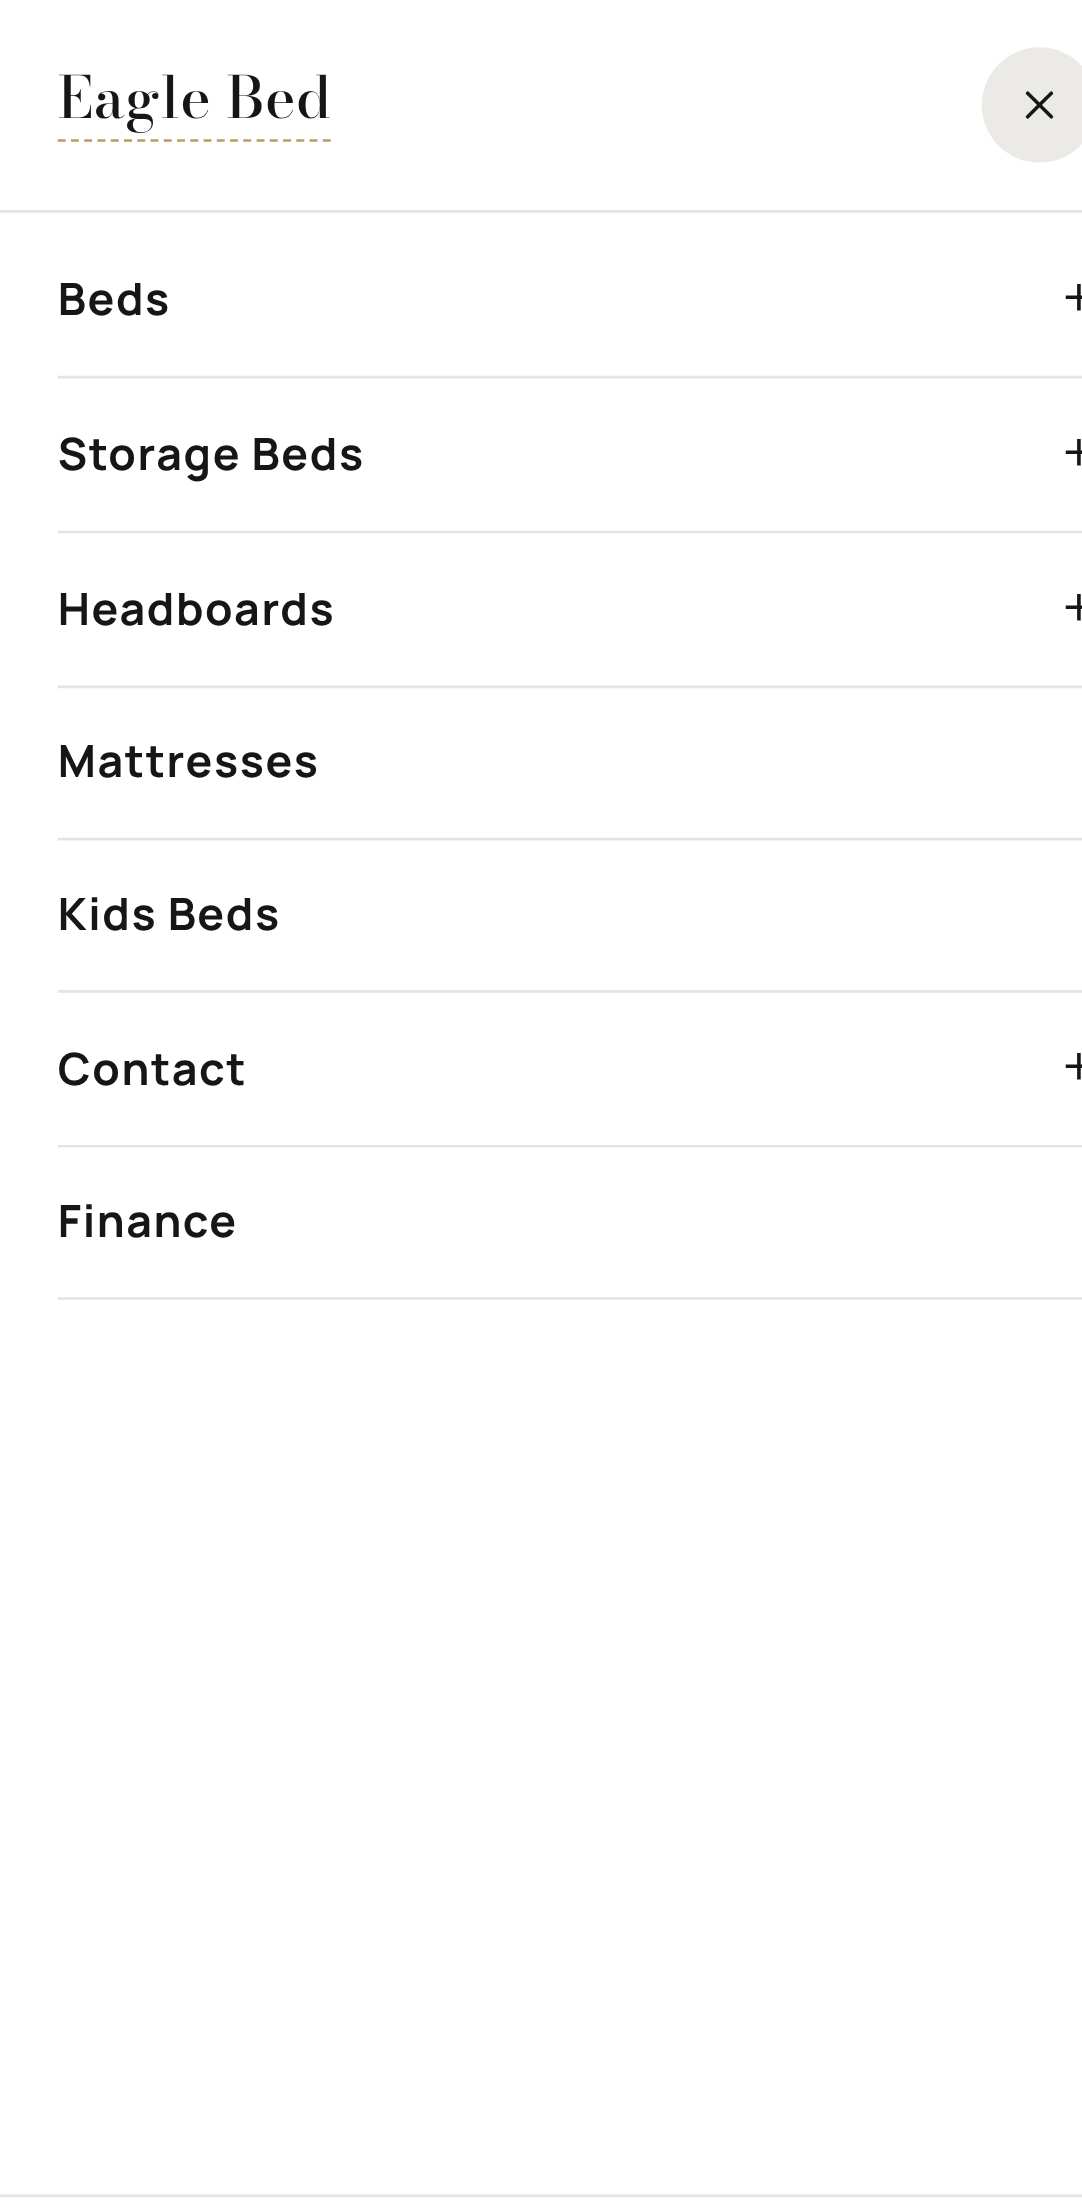 Eagle Bed
Beds
+
Storage Beds
+
Headboards
+
Mattresses
Kids Beds
Contact
+
Finance